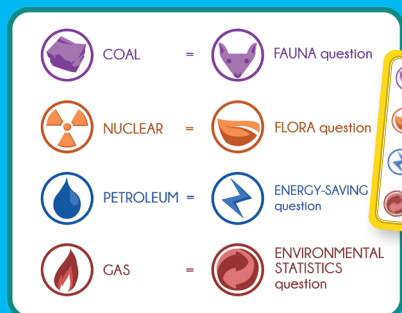 COAL = FAUNA question
NUCLEAR = FLORA question
PETROLEUM = ENERGY-SAVING
question
GAS = ENVIRONMENTAL
STATISTICS
question